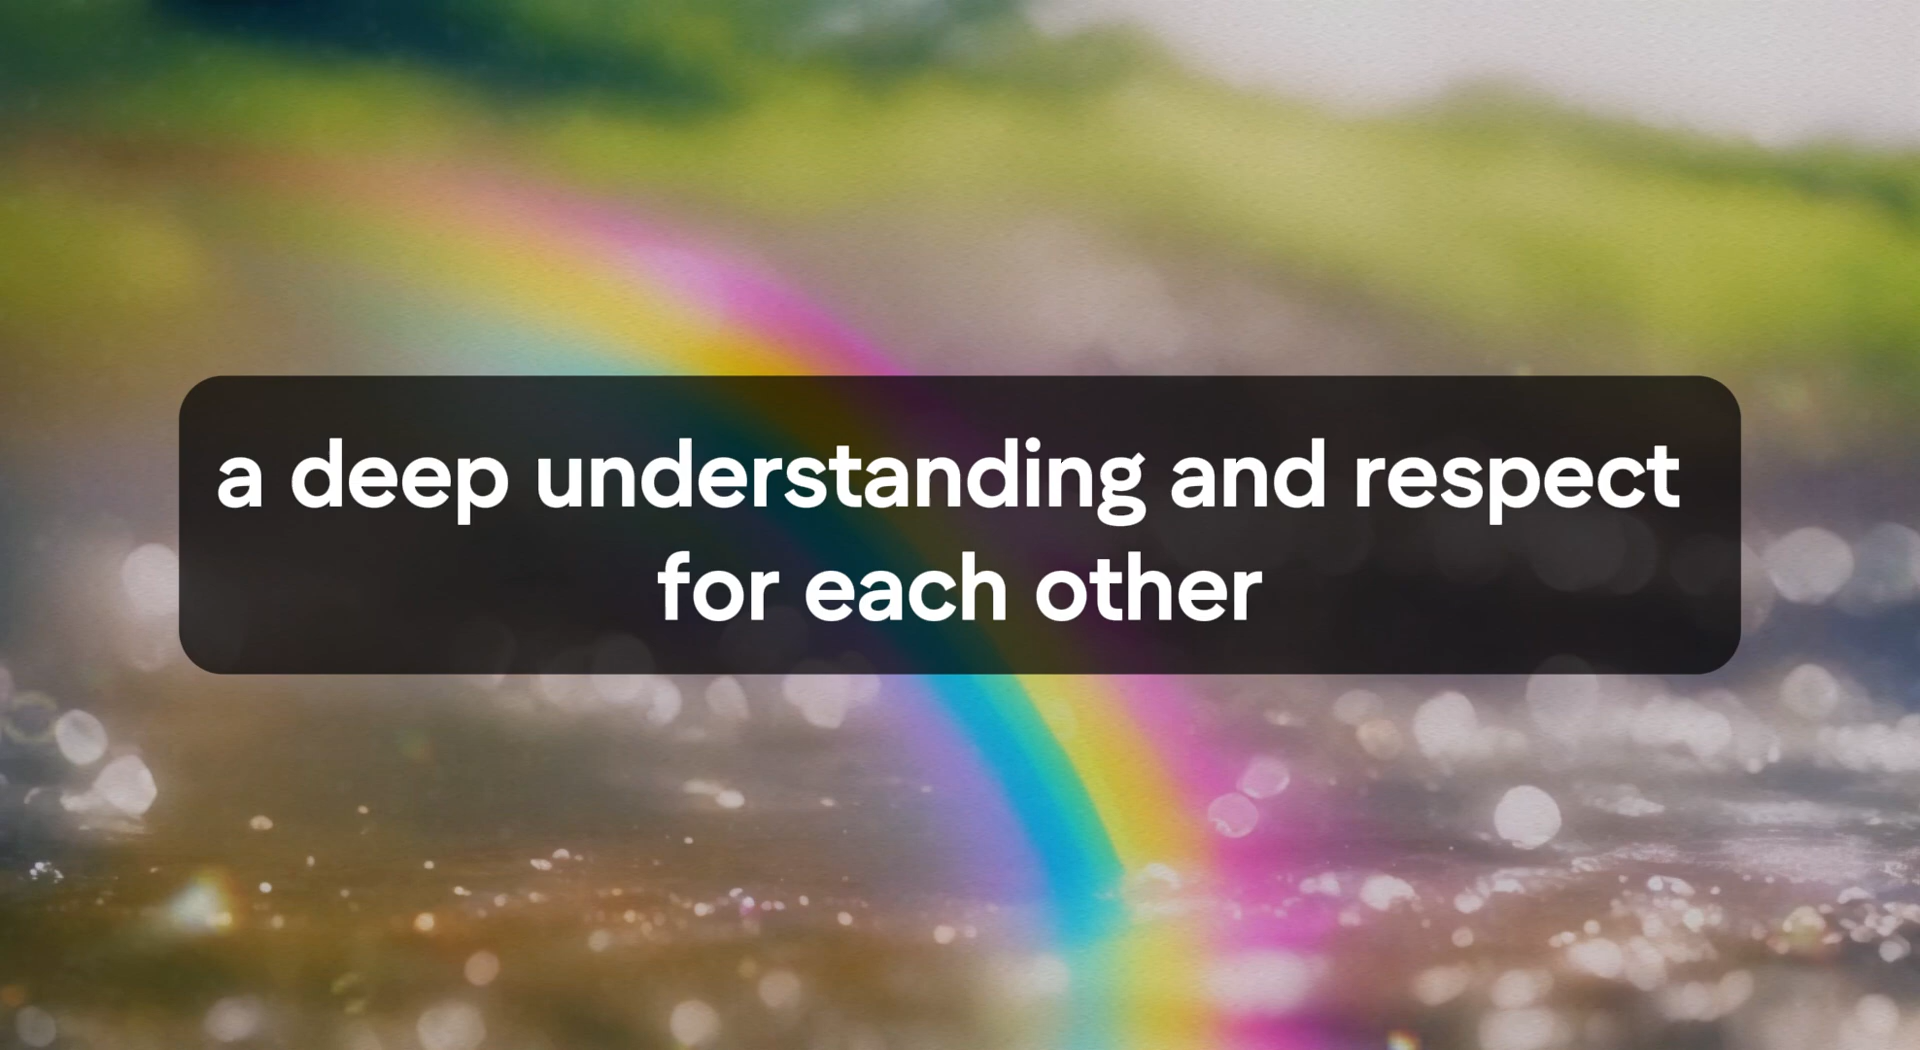 a deep understanding and respect
for each other